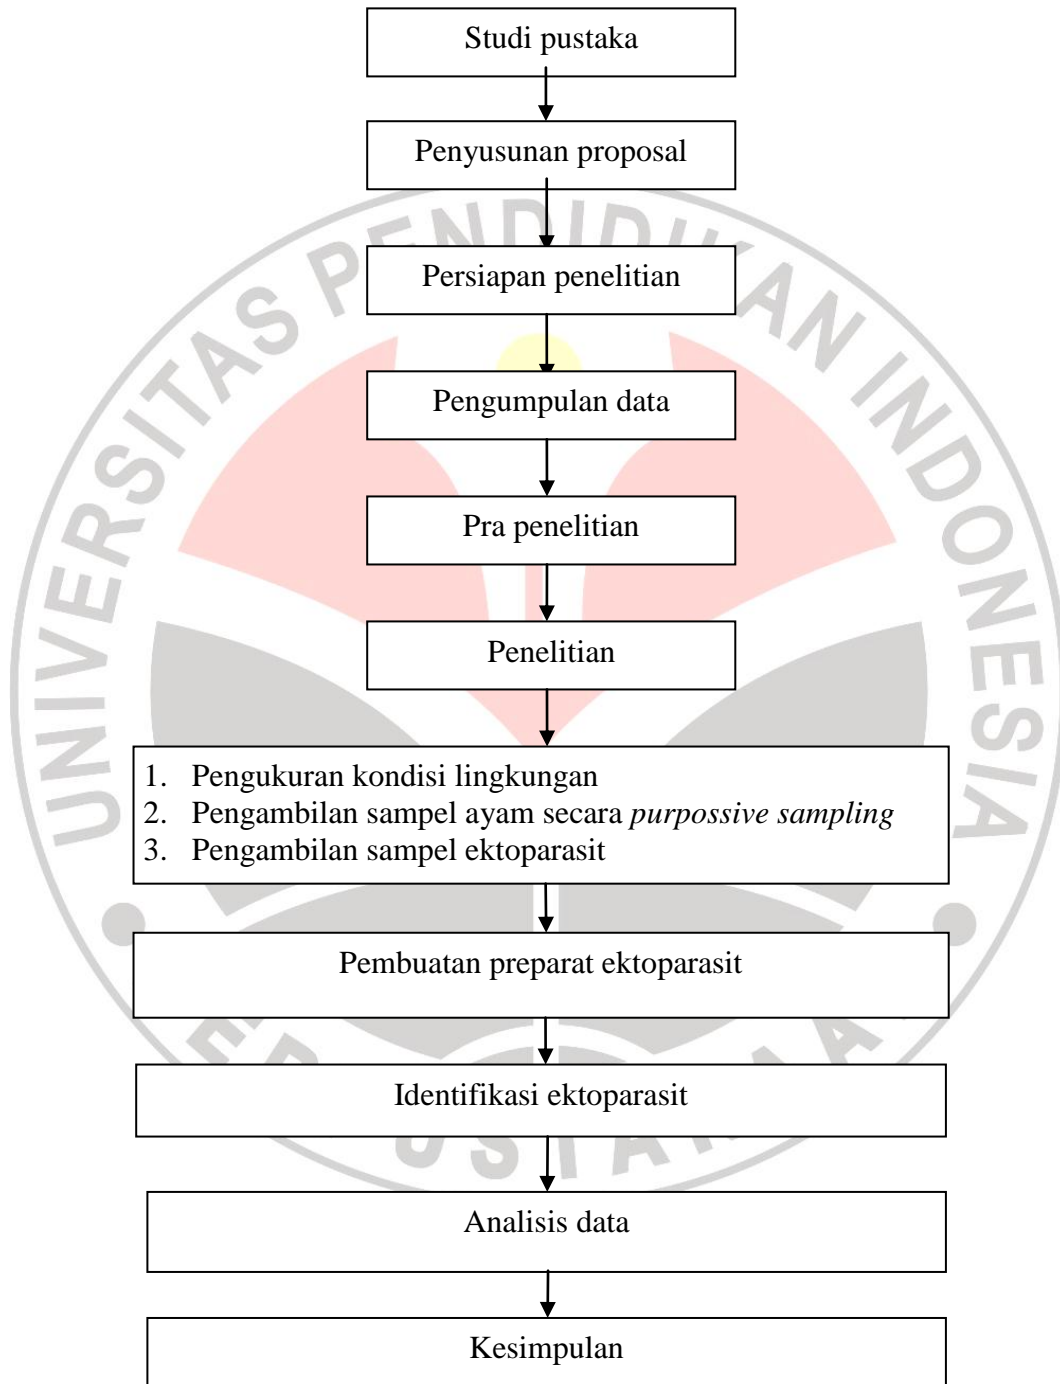 Studi pustaka
Penyusunan proposal
Persiapan penelitian
Pengumpulan data
Pra penelitian
Penelitian
1. Pengukuran kondisi lingkungan
2. Pengambilan sampel ayam secara purpossive sampling
3. Pengambilan sampel ektoparasit
Pembuatan preparat ektoparasit
Identifikasi ektoparasit
Analisis data
Kesimpulan
UNIVERSITAS PENDIDIKAN INDONESIA